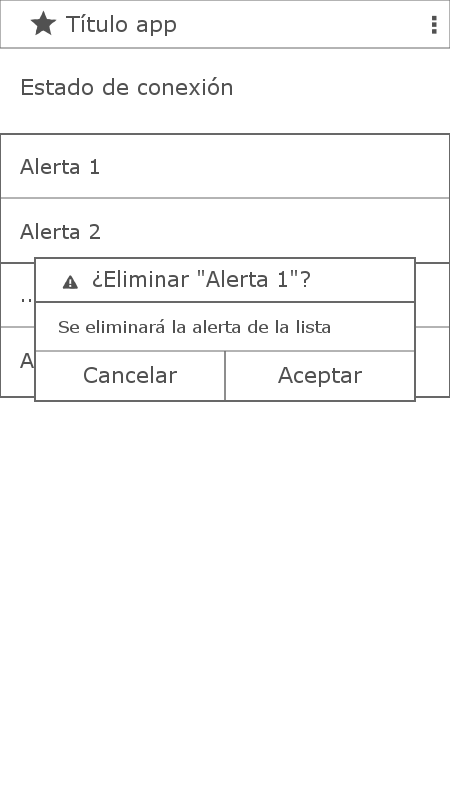 Título app
Estado de conexión
Alerta 1
Alerta 2
..
A
¿Eliminar "Alerta 1"?
Se eliminará la alerta de la lista
Cancelar
Aceptar